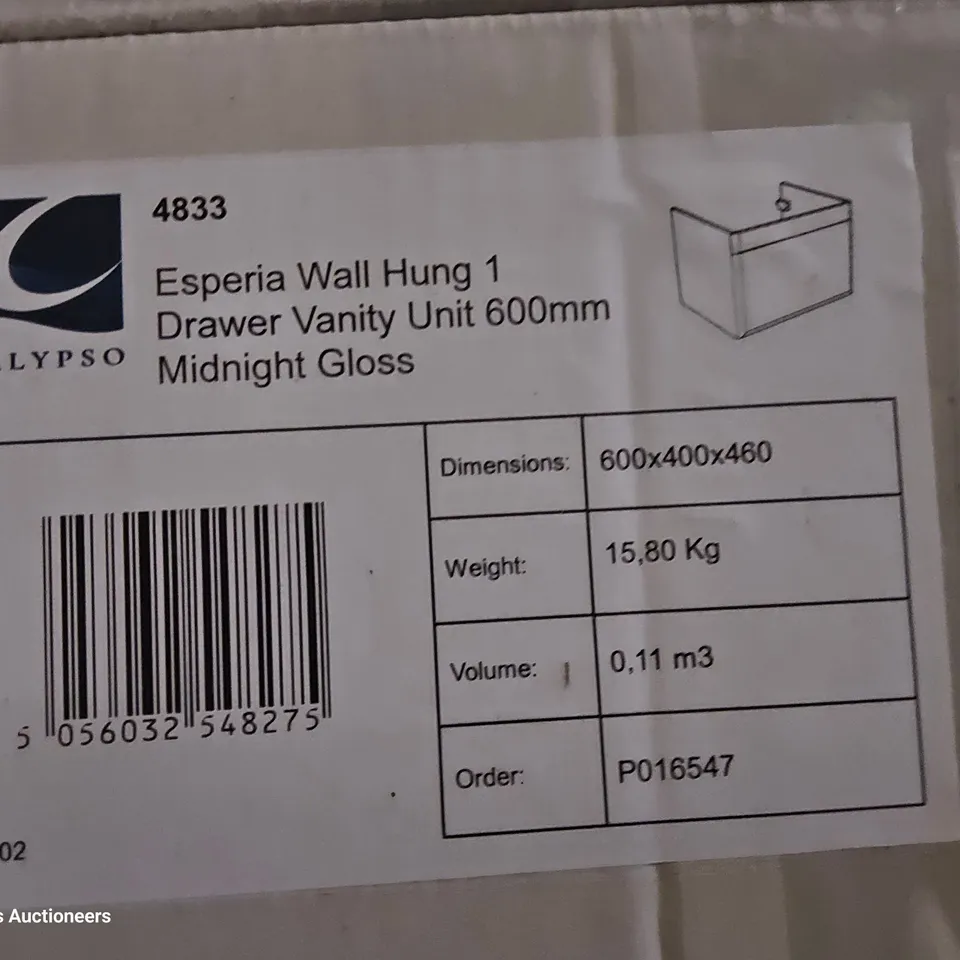 4833
Esperia Wall Hung 1
Drawer Vanity Unit 600mm
Midnight Gloss
LYPSO
Dimensions: 600x400x460
Weight: 15,80 Kg
Volume: 0,11 m3
Order: P016547
5 056032 548275
02
s Auctioneers